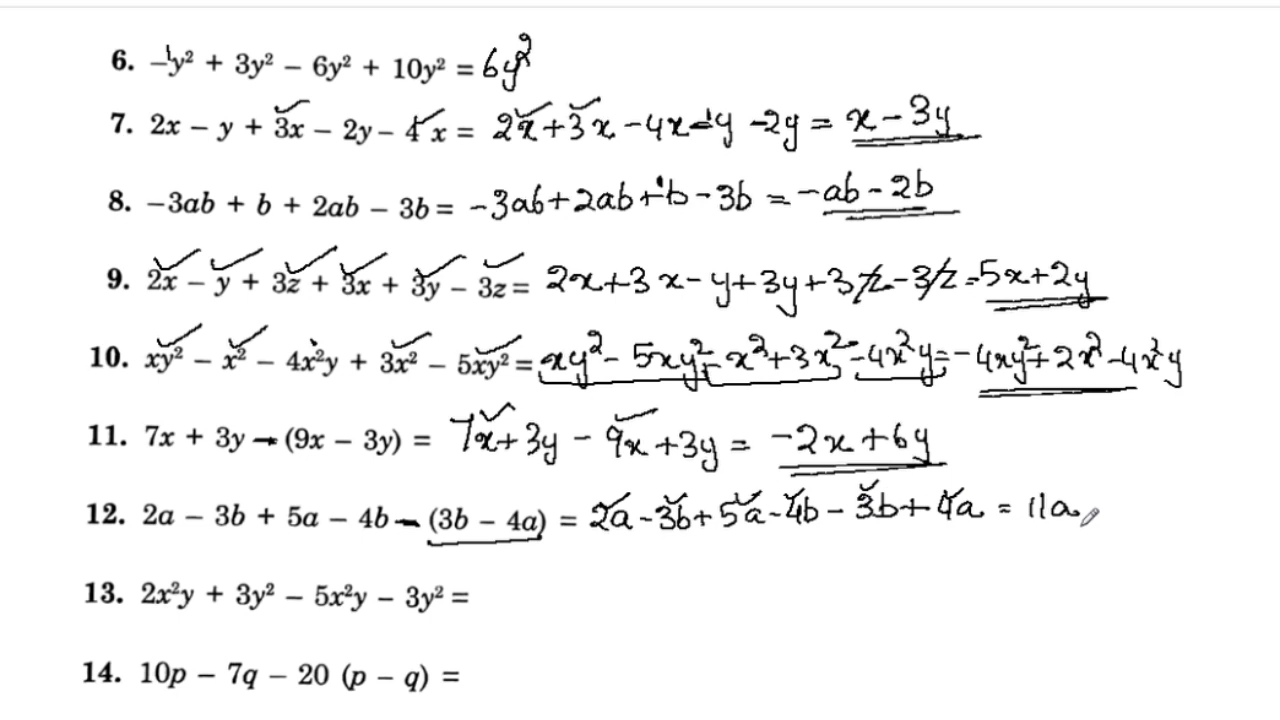 6. –1y² + 3y² – 6y² + 10y² = 6y²
7. 2x – y + 3x – 2y – 4x = 2x + 3x – 4x – y – 2y = x – 3y
8. –3ab + b + 2ab – 3b = –3ab + 2ab + 1b – 3b = –ab – 2b
9. 2x – y + 3z + 3x + 3y – 3z = 2x + 3x – y + 3y + 3z – 3z = 5x + 2y
10. xy² – x² – 4x²y + 3x² – 5xy² = xy² – 5xy² – x² + 3x² – 4x²y = –4xy² + 2x² – 4x²y
11. 7x + 3y – (9x – 3y) = 7x + 3y – 9x + 3y = –2x + 6y
12. 2a – 3b + 5a – 4b – (3b – 4a) = 2a – 3b + 5a – 4b – 3b + 4a = 11a
13. 2x²y + 3y² – 5x²y – 3y² =
14. 10p – 7q – 20 (p – q) =